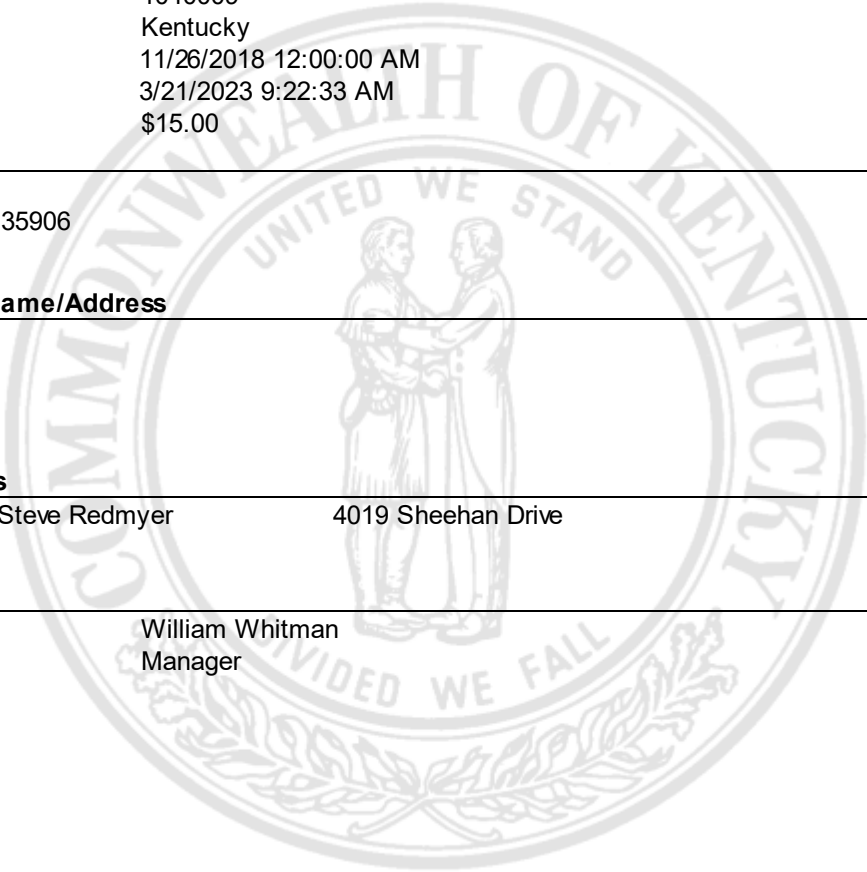 Kentucky
11/26/2018 12:00:00 AM
3/21/2023 9:22:33 AM
$15.00
35906
ame/Address
s
Steve Redmyer 4019 Sheehan Drive
William Whitman
Manager
COMMONWEALTH OF KENTUCKY
UNITED WE STAND
DIVIDED WE FALL